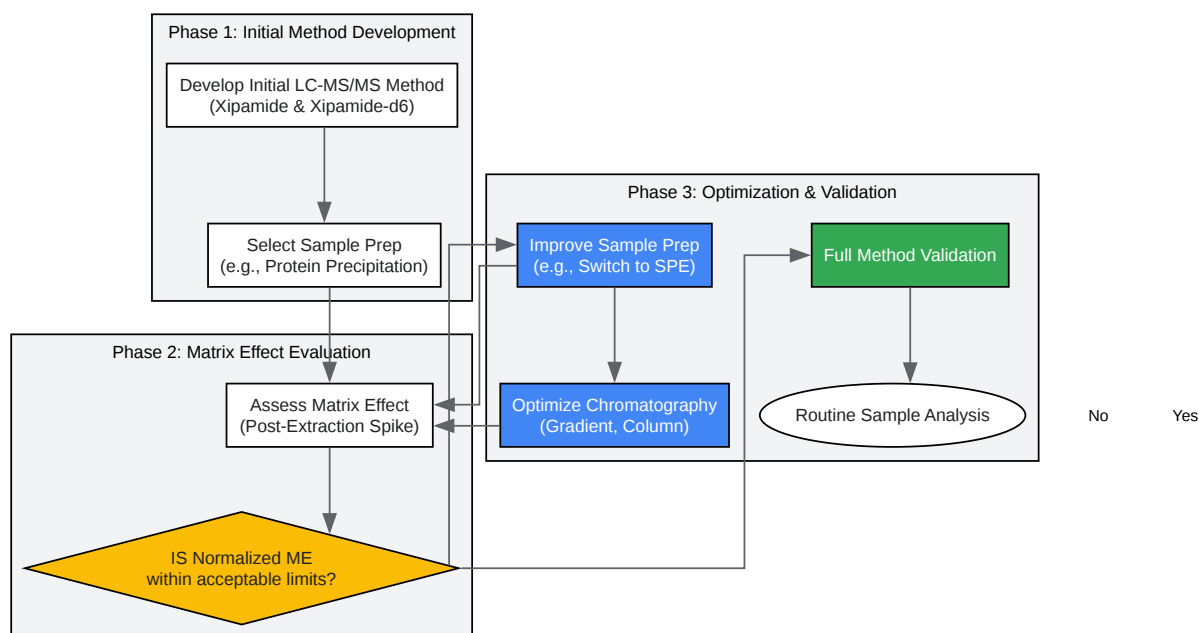 Phase 1: Initial Method Development
Develop Initial LC-MS/MS Method
(Xipamide & Xipamide-d6)
Select Sample Prep
(e.g., Protein Precipitation)
Phase 2: Matrix Effect Evaluation
Assess Matrix Effect
(Post-Extraction Spike)
IS Normalized ME
within acceptable limits?
Phase 3: Optimization & Validation
Improve Sample Prep
(e.g., Switch to SPE)
Full Method Validation
Optimize Chromatography
(Gradient, Column)
Routine Sample Analysis
No
Yes